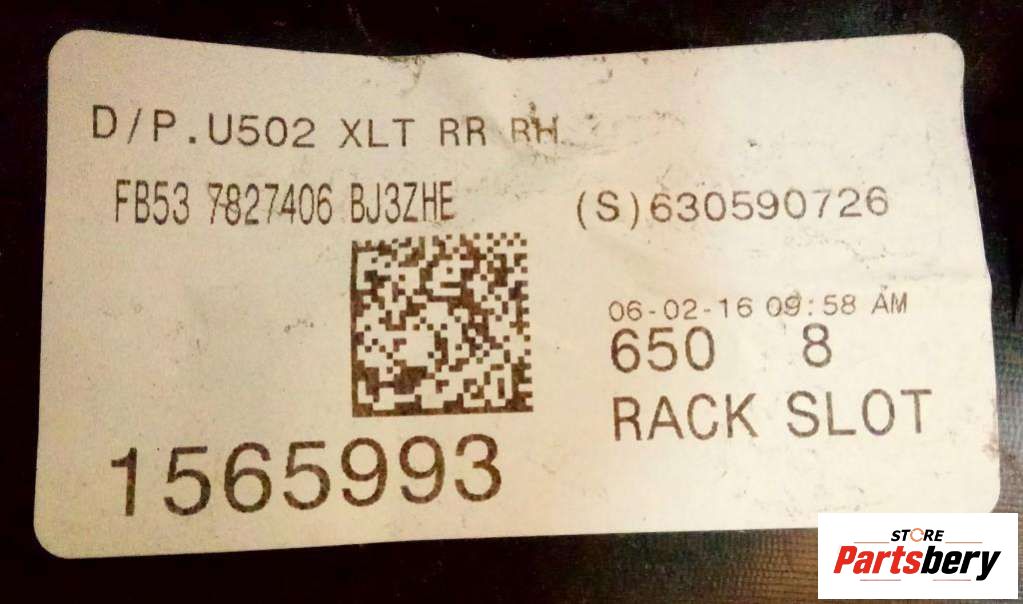 D/P.U502 XLT RR RH
FB53 7827406 BJ3ZHE
(S)630590726
06-02-16 09:58 AM
650 8
RACK SLOT
1565993
STORE
Partsbery